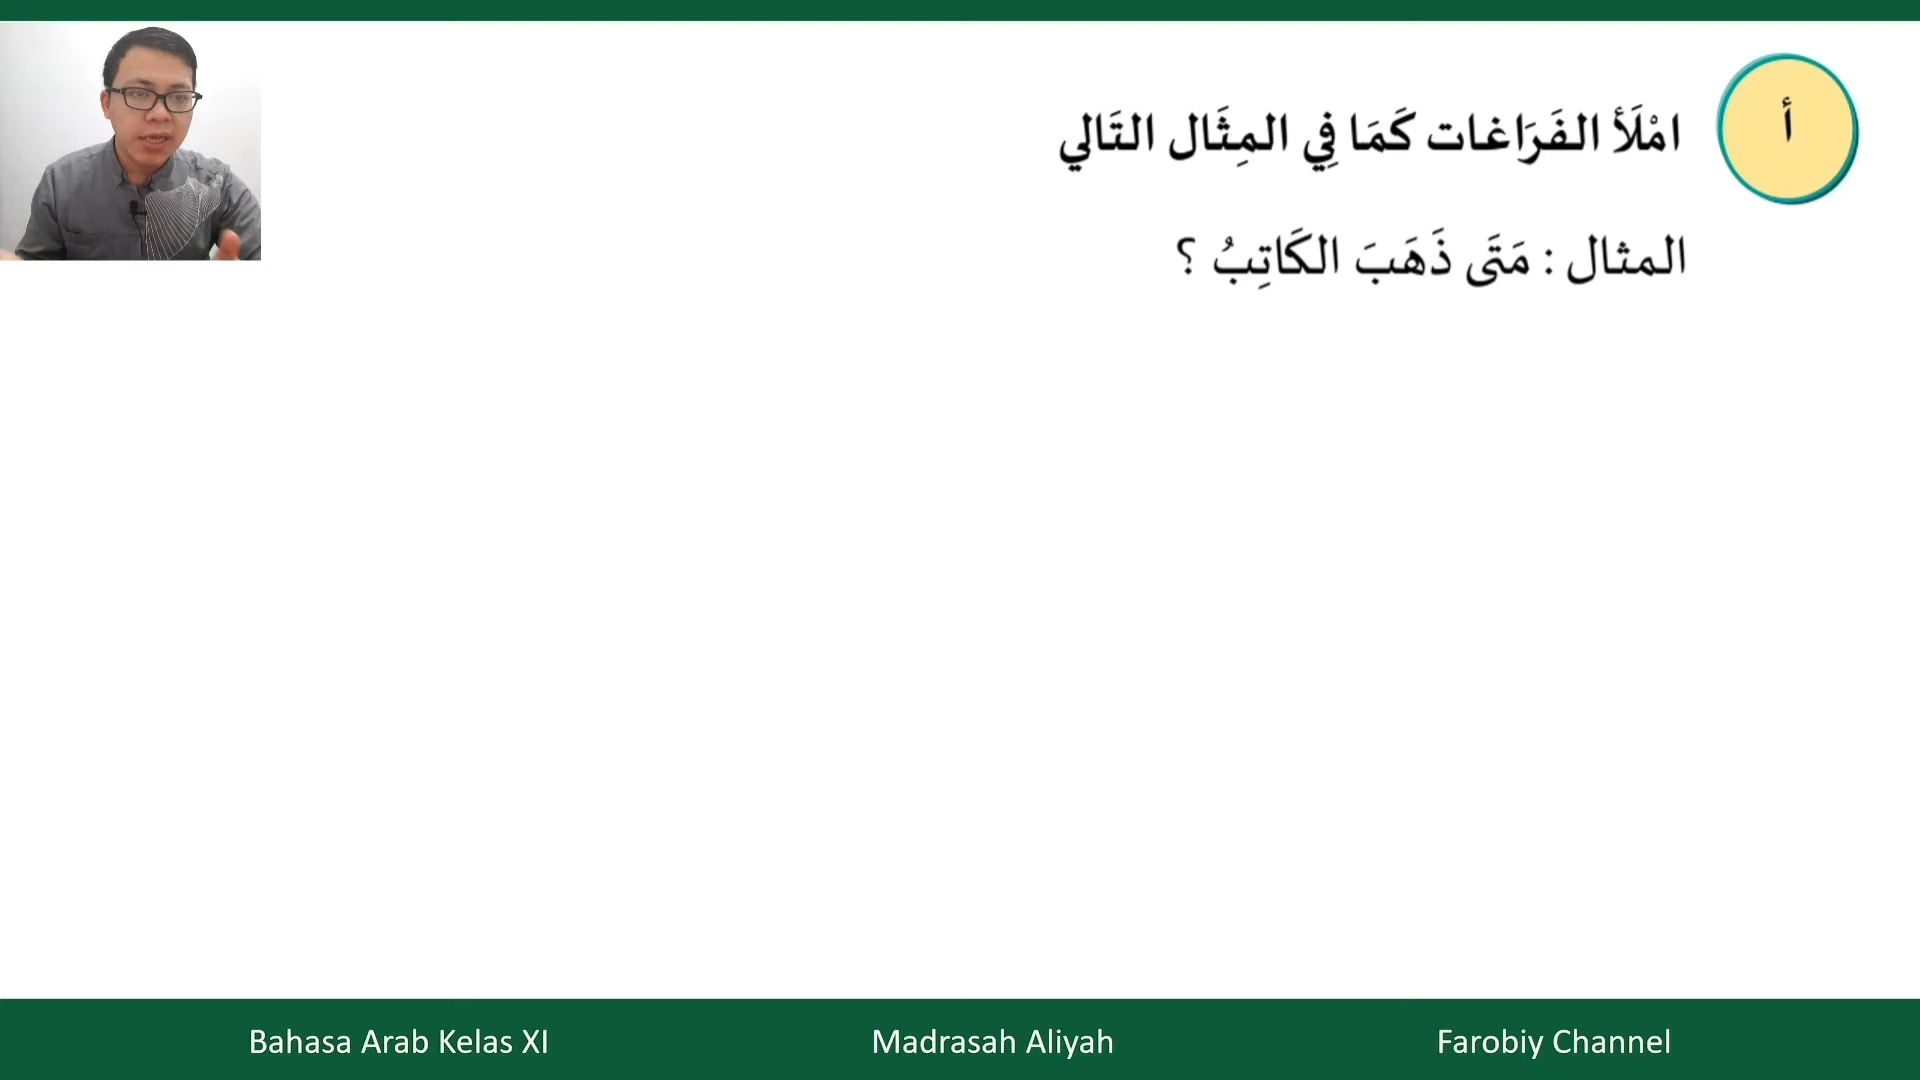 أ
امْلَأْ الفَرَاغات كَمَا فِي المِثَال التَالي
المثال : مَتَى ذَهَبَ الكَاتِبُ ؟
Bahasa Arab Kelas XI
Madrasah Aliyah
Farobiy Channel